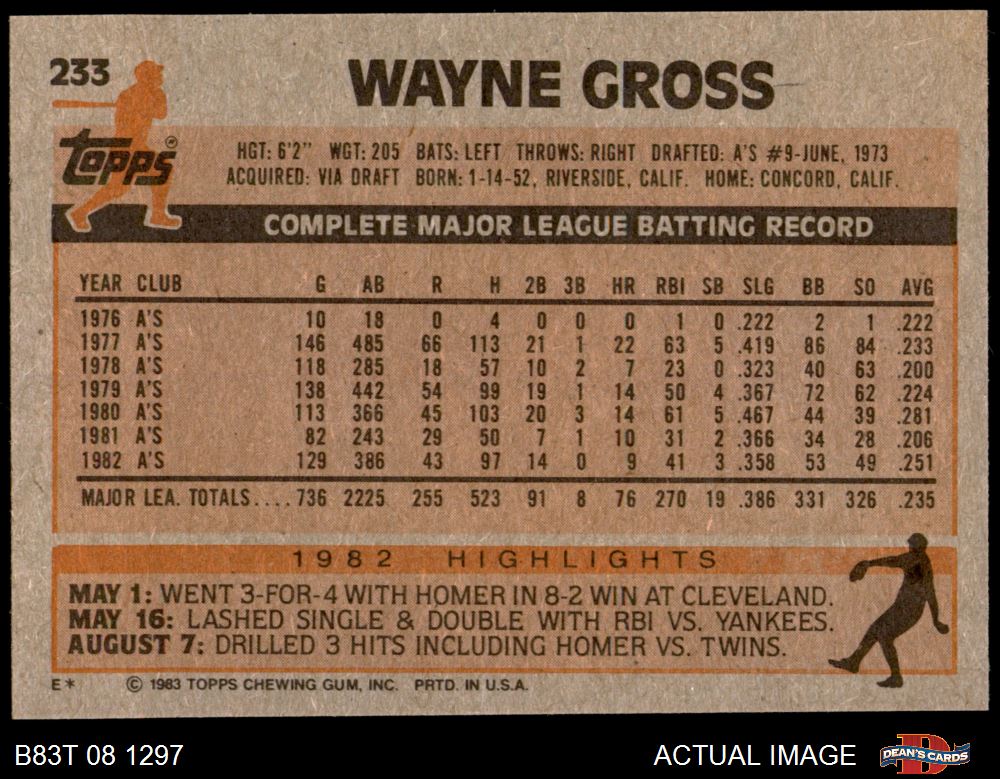 233
WAYNE GROSS
Topps®
HGT: 6'2" WGT: 205 BATS: LEFT THROWS: RIGHT DRAFTED: A'S #9-JUNE, 1973
ACQUIRED: VIA DRAFT BORN: 1-14-52, RIVERSIDE, CALIF. HOME: CONCORD, CALIF.
COMPLETE MAJOR LEAGUE BATTING RECORD
YEAR CLUB G AB R H 2B 3B HR RBI SB SLG BB SO AVG
1976 A'S 10 18 0 4 0 0 0 1 0 .222 2 1 .222
1977 A'S 146 485 66 113 21 1 22 63 5 .419 86 84 .233
1978 A'S 118 285 18 57 10 2 7 23 0 .323 40 63 .200
1979 A'S 138 442 54 99 19 1 14 50 4 .367 72 62 .224
1980 A'S 113 366 45 103 20 3 14 61 5 .467 44 39 .281
1981 A'S 82 243 29 50 7 1 10 31 2 .366 34 28 .206
1982 A'S 129 386 43 97 14 0 9 41 3 .358 53 49 .251
MAJOR LEA. TOTALS....736 2225 255 523 91 8 76 270 19 .386 331 326 .235
1982 HIGHLIGHTS
MAY 1: WENT 3-FOR-4 WITH HOMER IN 8-2 WIN AT CLEVELAND.
MAY 16: LASHED SINGLE & DOUBLE WITH RBI VS. YANKEES.
AUGUST 7: DRILLED 3 HITS INCLUDING HOMER VS. TWINS.
E* © 1983 TOPPS CHEWING GUM, INC. PRTD. IN U.S.A.
B83T 08 1297 ACTUAL IMAGE DEAN'S CARDS